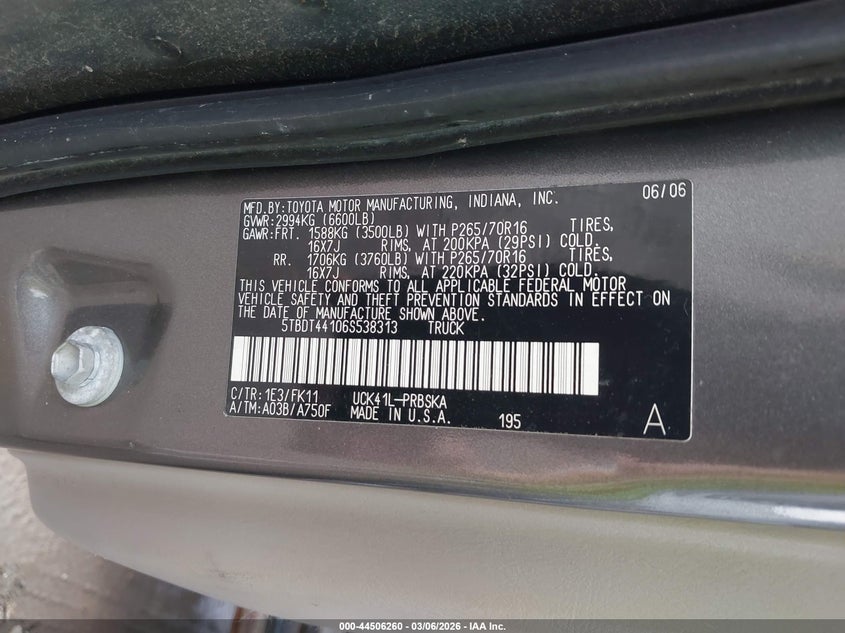 06/06
MFD.BY:TOYOTA MOTOR MANUFACTURING, INDIANA, INC.
GVWR:2994KG (6600LB)
GAWR:FRT. 1588KG (3500LB) WITH P265/70R16 TIRES,
16X7J RIMS, AT 200KPA (29PSI) COLD.
RR. 1706KG (3760LB) WITH P265/70R16 TIRES,
16X7J RIMS, AT 220KPA (32PSI) COLD.
THIS VEHICLE CONFORMS TO ALL APPLICABLE FEDERAL MOTOR
VEHICLE SAFETY AND THEFT PREVENTION STANDARDS IN EFFECT ON
THE DATE OF MANUFACTURE SHOWN ABOVE.
5TBDT44106S538313 TRUCK
C/TR:1E3/FK11 UCK41L-PRBSKA
A/TM:A03B/A750F MADE IN U.S.A. 195 A
000-44506260 - 03/06/2026 - IAA Inc.